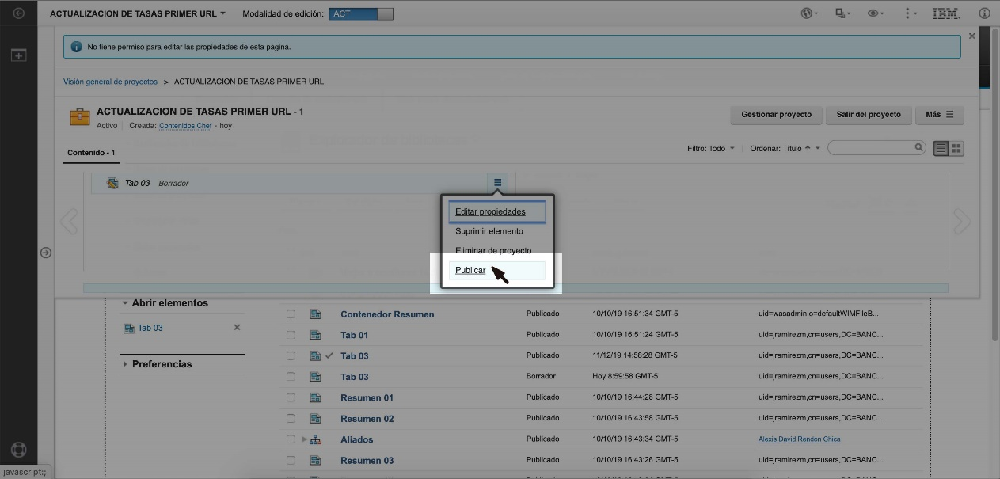 ACTUALIZACION DE TASAS PRIMER URL Modalidad de edición: ACT IBM.
No tiene permiso para editar las propiedades de esta página.
Visión general de proyectos > ACTUALIZACION DE TASAS PRIMER URL
ACTUALIZACION DE TASAS PRIMER URL - 1
Activo Creada: Contenidos Chef - hoy
Gestionar proyecto Salir del proyecto Más
Contenido - 1
Filtro: Todo Ordenar: Título
Tab 03 Borrador
Editar propiedades
Suprimir elemento
Eliminar de proyecto
Publicar
Abrir elementos
Tab 03
Preferencias
Contenedor Resumen Publicado 10/10/19 16:51:34 GMT-5 uid=wasadmin,o=defaultWIMFileB...
Tab 01 Publicado 10/10/19 16:51:24 GMT-5 uid=jramirezm,cn=users,DC=BANC...
Tab 03 Publicado 11/12/19 14:58:28 GMT-5 uid=jramirezm,cn=users,DC=BANC...
Tab 03 Borrador Hoy 8:59:58 GMT-5 uid=jramirezm,cn=users,DC=BANC...
Resumen 01 Publicado 10/10/19 16:44:28 GMT-5 uid=jramirezm,cn=users,DC=BANC...
Resumen 02 Publicado 10/10/19 16:43:58 GMT-5 uid=jramirezm,cn=users,DC=BANC...
Aliados Publicado 10/10/19 16:43:34 GMT-5 Alexis David Rendon Chica
Resumen 03 Publicado 10/10/19 16:43:26 GMT-5 uid=jramirezm,cn=users,DC=BANC...
javascript:;